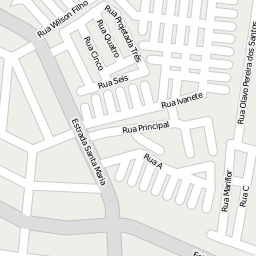 Rua Wilson Filho
Rua Projetada Três
Rua Quatro
Rua Cinco
Rua Seis
Rua Olavo Pereira dos Santos
Rua Ivanete
Rua Principal
Estrada Santa Maria
Rua A
Rua Mariflor
Rua C